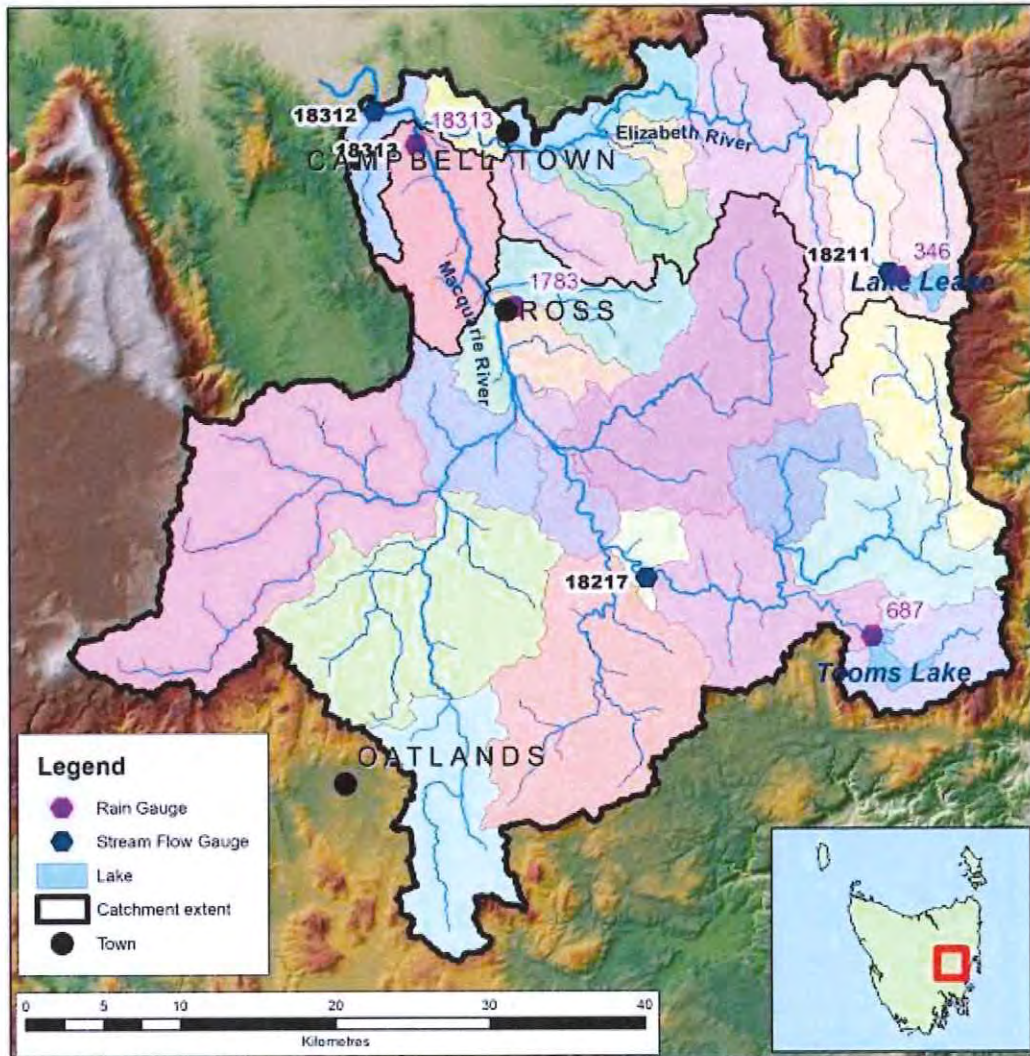 18312
18313
18313
CAMPBELL TOWN
Elizabeth River
18211
346
Lake Lease
1783
ROSS
Macquarie River
18217
687
Tooms Lake
OATLANDS
Legend
Rain Gauge
Stream Flow Gauge
Lake
Catchment extent
Town
0 5 10 20 30 40
Kilometres